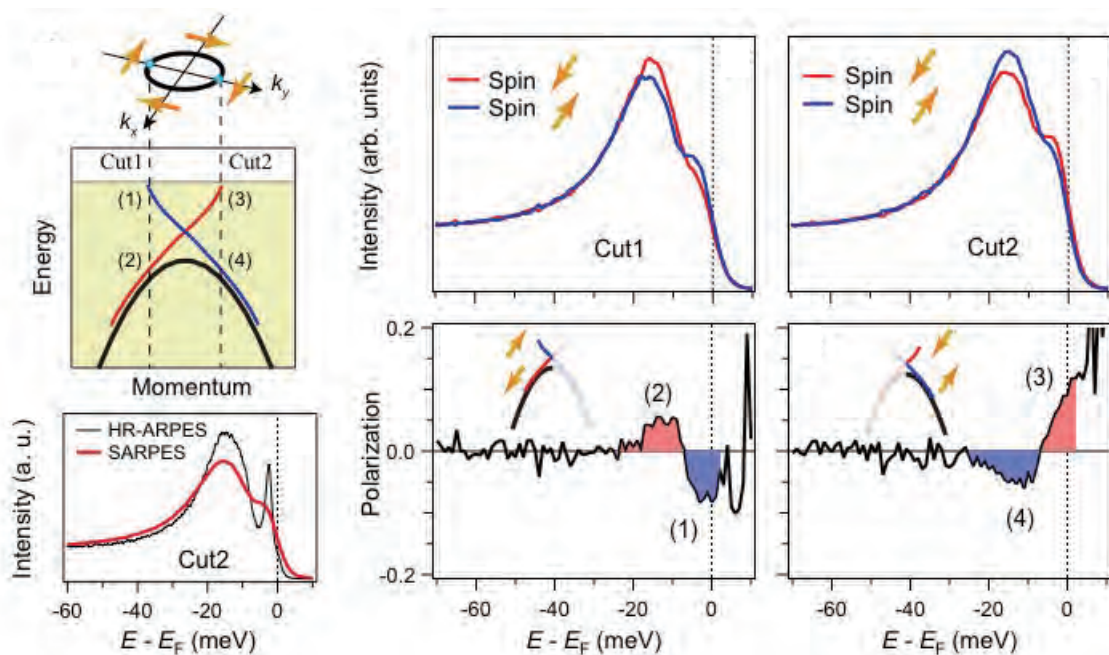 k_y
k_x
Cut1
Cut2
(1)
(3)
(2)
(4)
Energy
Momentum
HR-ARPES
SARPES
Intensity (a. u.)
Cut2
-60
-40
-20
0
E - E_F (meV)
Spin
Spin
Intensity (arb. units)
Cut1
Spin
Spin
Cut2
0.2
(2)
0.0
(1)
-0.2
Polarization
-60
-40
-20
-0
E - E_F (meV)
(3)
(4)
-60
-40
-20
-0
E - E_F (meV)